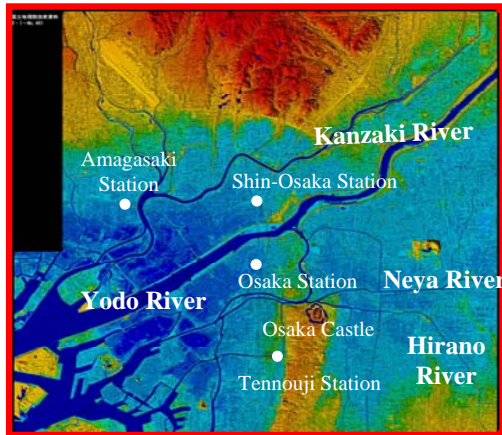 Kanzaki River
Amagasaki
Station
Shin-Osaka Station
Osaka Station
Neya River
Yodo River
Osaka Castle
Hirano
River
Tennouji Station